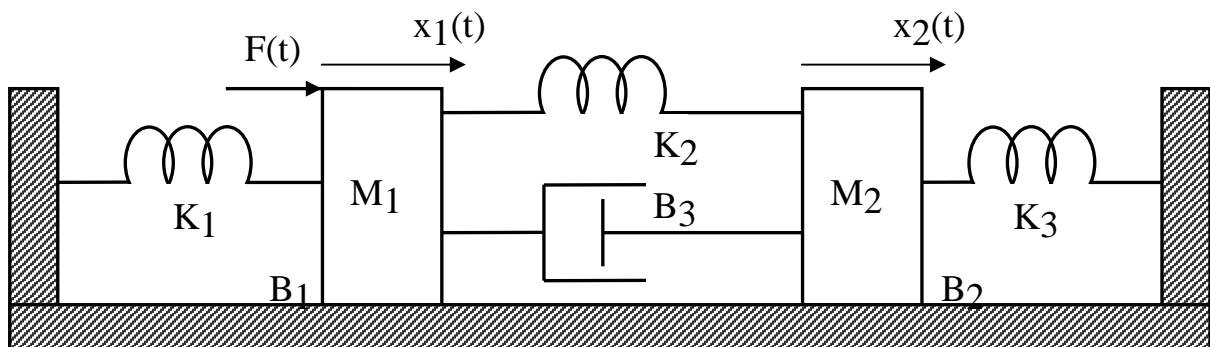 x1(t)
x2(t)
F(t)
K2
M1
M2
B3
K1
K3
B1
B2